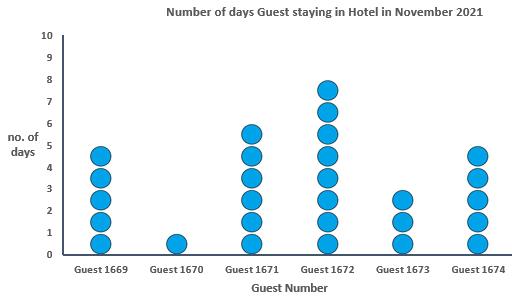 Number of days Guest staying in Hotel in November 2021
10
9
8
7
6
5
4
3
2
1
0
no. of
days
Guest 1669 Guest 1670 Guest 1671 Guest 1672 Guest 1673 Guest 1674
Guest Number